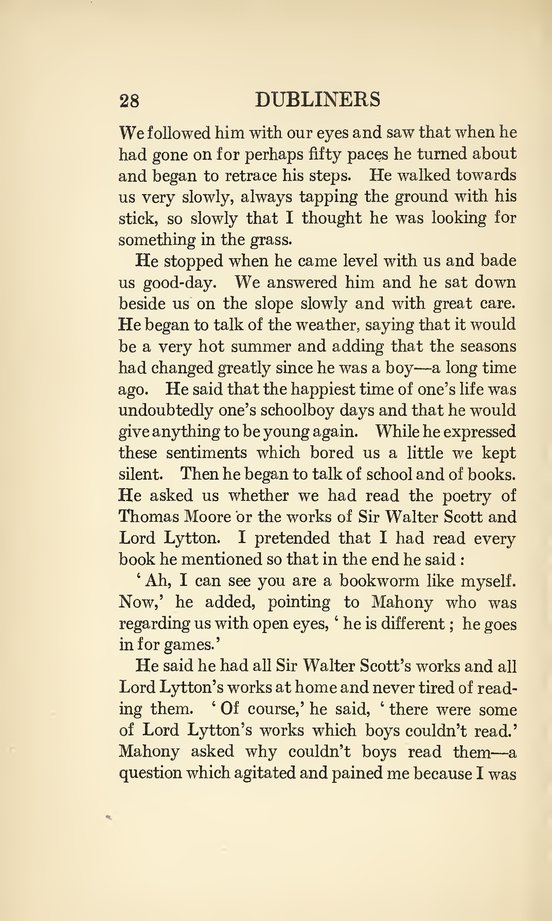 28 DUBLINERS
We followed him with our eyes and saw that when he
had gone on for perhaps fifty paces he turned about
and began to retrace his steps. He walked towards
us very slowly, always tapping the ground with his
stick, so slowly that I thought he was looking for
something in the grass.
He stopped when he came level with us and bade
us good-day. We answered him and he sat down
beside us on the slope slowly and with great care.
He began to talk of the weather, saying that it would
be a very hot summer and adding that the seasons
had changed greatly since he was a boy—a long time
ago. He said that the happiest time of one's life was
undoubtedly one's schoolboy days and that he would
give anything to be young again. While he expressed
these sentiments which bored us a little we kept
silent. Then he began to talk of school and of books.
He asked us whether we had read the poetry of
Thomas Moore or the works of Sir Walter Scott and
Lord Lytton. I pretended that I had read every
book he mentioned so that in the end he said :
‘ Ah, I can see you are a bookworm like myself.
Now,’ he added, pointing to Mahony who was
regarding us with open eyes, ‘ he is different ; he goes
in for games.’
He said he had all Sir Walter Scott's works and all
Lord Lytton's works at home and never tired of read-
ing them. ‘ Of course,’ he said, ‘ there were some
of Lord Lytton's works which boys couldn't read.’
Mahony asked why couldn't boys read them—a
question which agitated and pained me because I was